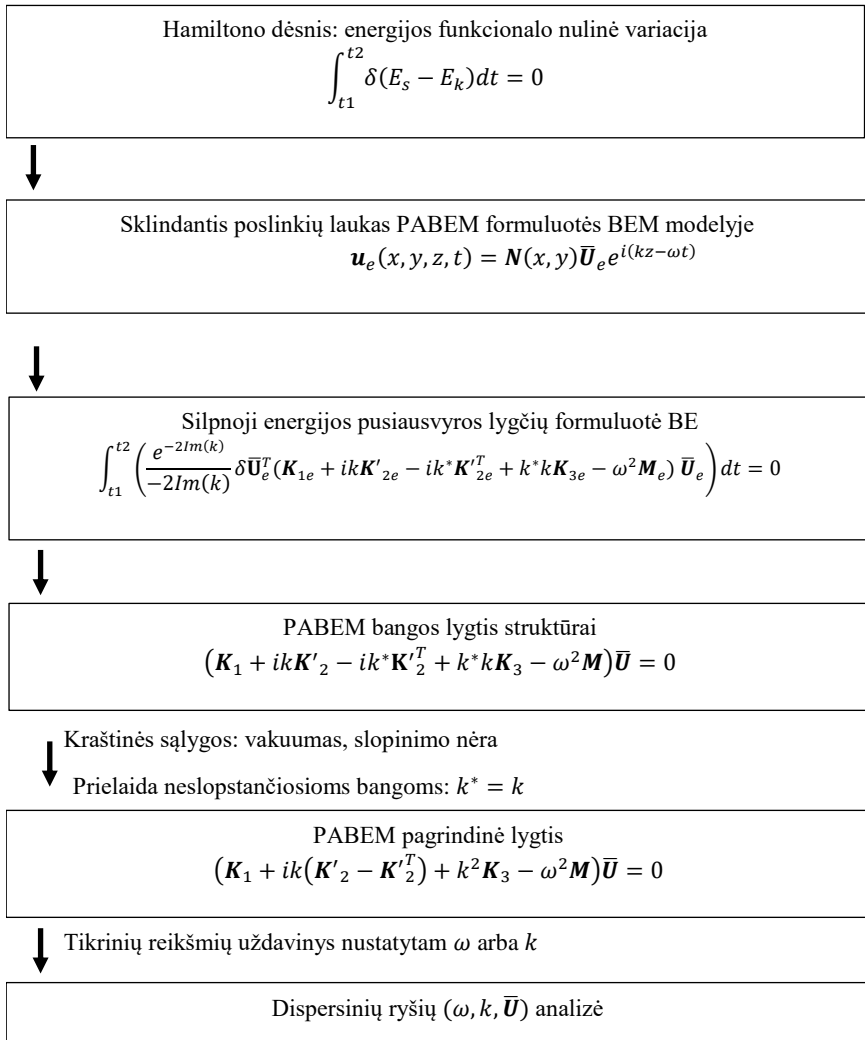 Hamiltono dėsnis: energijos funkcionalo nulinė variacija
∫_{t1}^{t2} δ(E_s − E_k)dt = 0
Sklindantis poslinkių laukas PABEM formuluotės BEM modelyje
u_e(x, y, z, t) = N(x, y)Ū_e e^{i(kz−ωt)}
Silpnoji energijos pusiausvyros lygčių formuluotė BE
∫_{t1}^{t2} (e^{−2Im(k)}/−2Im(k) δŪ_e^T(K_{1e} + ikK′_{2e} − ik*K′_{2e}^T + k*kK_{3e} − ω²M_e) Ū_e) dt = 0
PABEM bangos lygtis struktūrai
(K_1 + ikK′_2 − ik*K′_2^T + k*kK_3 − ω²M)Ū = 0
Kraštinės sąlygos: vakuumas, slopinimo nėra
Prielaida neslopstančiosioms bangoms: k* = k
PABEM pagrindinė lygtis
(K_1 + ik(K′_2 − K′_2^T) + k²K_3 − ω²M)Ū = 0
Tikrinių reikšmių uždavinys nustatytam ω arba k
Dispersinių ryšių (ω, k, Ū) analizė